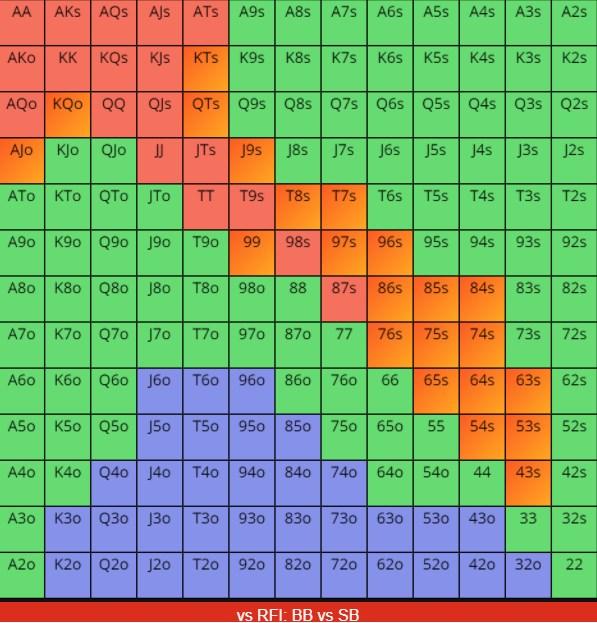 AA AKs AQs AJs ATs A9s A8s A7s A6s A5s A4s A3s A2s
AKo KK KQs KJs KTs K9s K8s K7s K6s K5s K4s K3s K2s
AQo KQo QQ QJs QTs Q9s Q8s Q7s Q6s Q5s Q4s Q3s Q2s
AJo KJo QJo JJ JTs J9s J8s J7s J6s J5s J4s J3s J2s
ATo KTo QTo JTo TT T9s T8s T7s T6s T5s T4s T3s T2s
A9o K9o Q9o J9o T9o 99 98s 97s 96s 95s 94s 93s 92s
A8o K8o Q8o J8o T8o 98o 88 87s 86s 85s 84s 83s 82s
A7o K7o Q7o J7o T7o 97o 87o 77 76s 75s 74s 73s 72s
A6o K6o Q6o J6o T6o 96o 86o 76o 66 65s 64s 63s 62s
A5o K5o Q5o J5o T5o 95o 85o 75o 65o 55 54s 53s 52s
A4o K4o Q4o J4o T4o 94o 84o 74o 64o 54o 44 43s 42s
A3o K3o Q3o J3o T3o 93o 83o 73o 63o 53o 43o 33 32s
A2o K2o Q2o J2o T2o 92o 82o 72o 62o 52o 42o 32o 22
vs RFI: BB vs SB